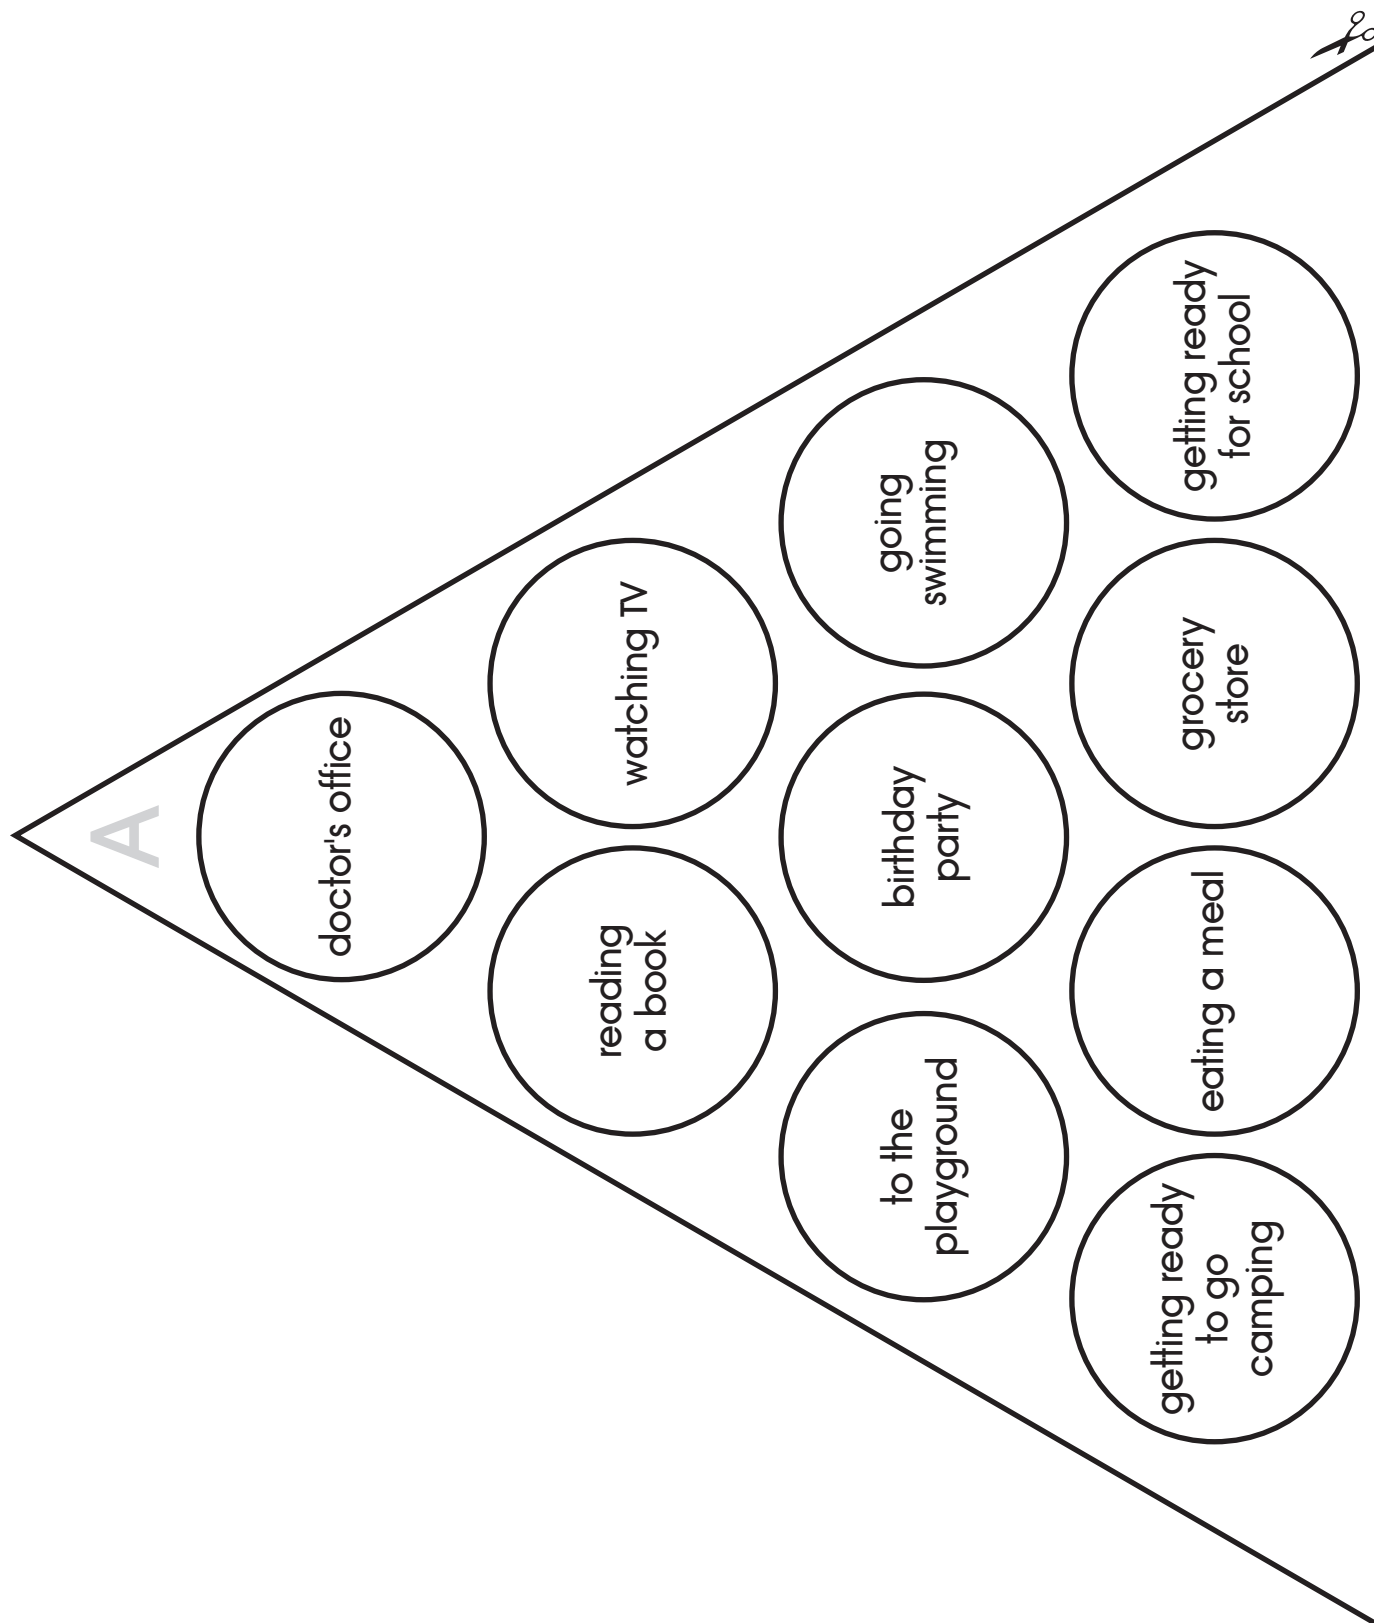 A
doctor's office
reading
a book
watching TV
to the
playground
birthday
party
going
swimming
getting ready
to go
camping
eating a meal
grocery
store
getting ready
for school